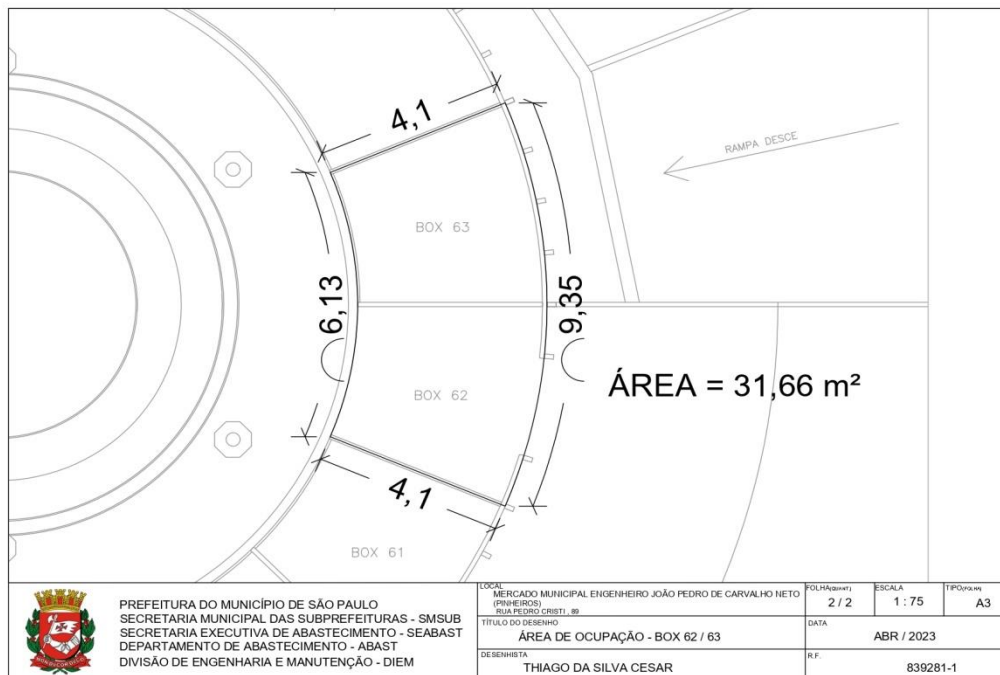 4,1
RAMPA DESCE
BOX 63
6,13
9,35
ÁREA = 31,66 m²
BOX 62
4,1
BOX 61
PREFEITURA DO MUNICÍPIO DE SÃO PAULO
SECRETARIA MUNICIPAL DAS SUBPREFEITURAS - SMSUB
SECRETARIA EXECUTIVA DE ABASTECIMENTO - SEABAST
DEPARTAMENTO DE ABASTECIMENTO - ABAST
DIVISÃO DE ENGENHARIA E MANUTENÇÃO - DIEM
LOCAL
MERCADO MUNICIPAL ENGENHEIRO JOÃO PEDRO DE CARVALHO NETO
(PINHEIROS)
RUA PEDRO CRISTI , 89
TÍTULO DO DESENHO
ÁREA DE OCUPAÇÃO - BOX 62 / 63
DESENHISTA
THIAGO DA SILVA CESAR
FOLHA(QUANT.)
2 / 2
ESCALA
1 : 75
TIPO(FOLHA)
A3
DATA
ABR / 2023
R.F.
839281-1